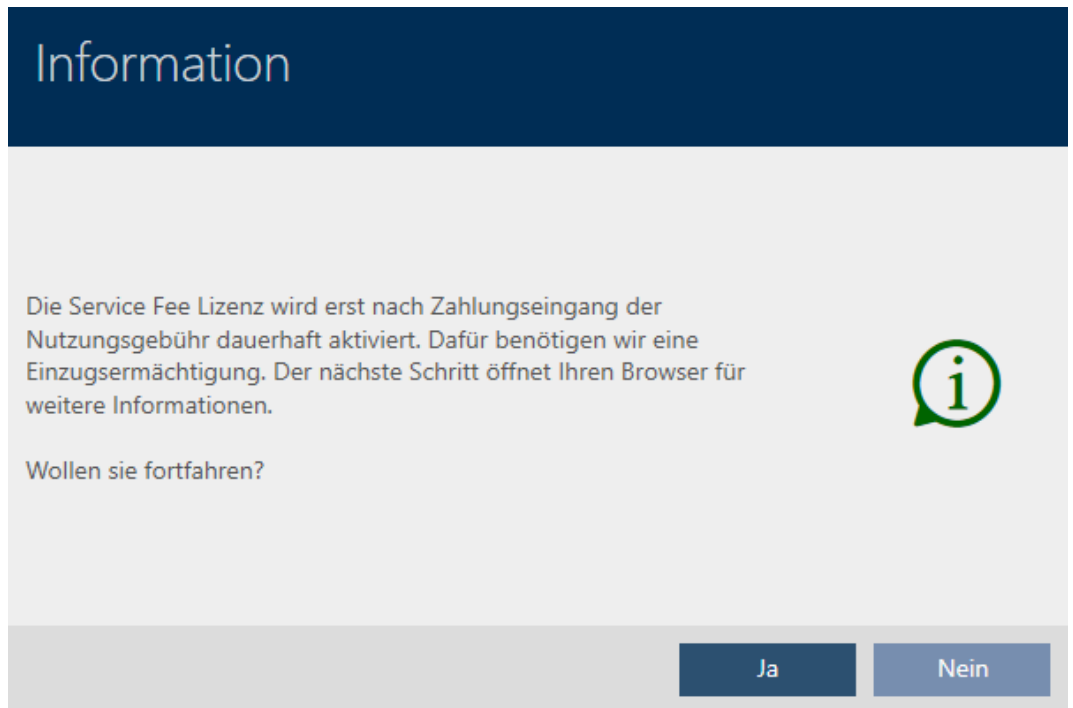 Information
Die Service Fee Lizenz wird erst nach Zahlungseingang der
Nutzungsgebühr dauerhaft aktiviert. Dafür benötigen wir eine
Einzugsermächtigung. Der nächste Schritt öffnet Ihren Browser für
weitere Informationen.
Wollen sie fortfahren?
i
Ja
Nein